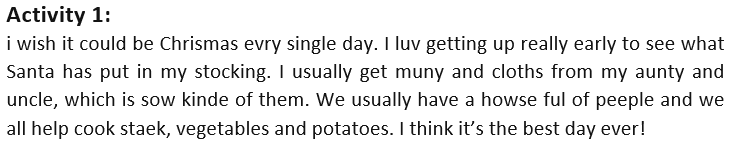 Activity 1:
i wish it could be Chrismas evry single day. I luv getting up really early to see what
Santa has put in my stocking. I usually get muny and cloths from my aunty and
uncle, which is sow kinde of them. We usually have a howse ful of peeple and we
all help cook staek, vegetables and potatoes. I think it’s the best day ever!